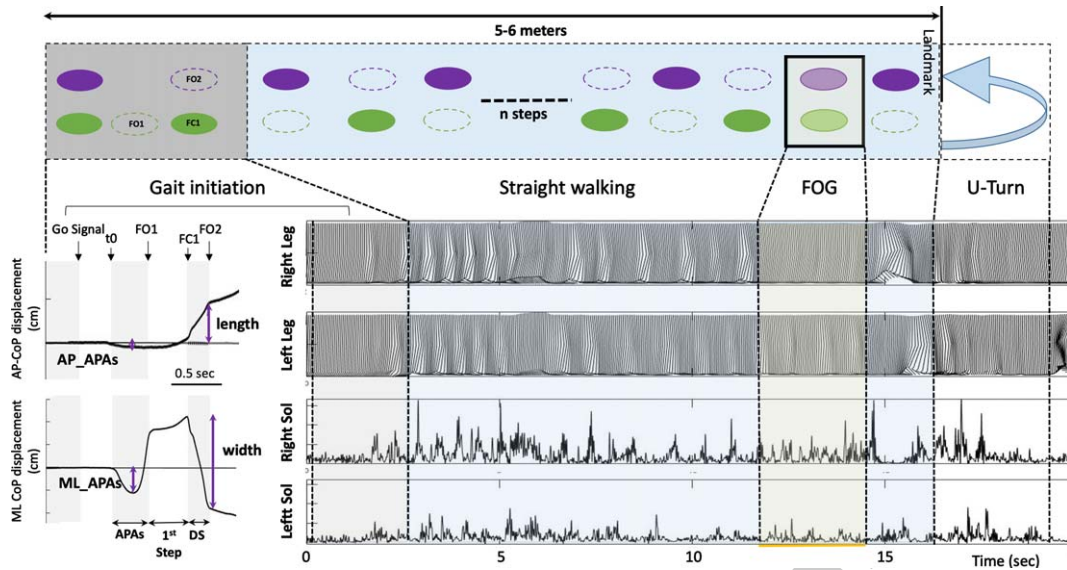 5-6 meters
Landmark
FO2
FO1
FC1
n steps
Gait initiation
Straight walking
FOG
U-Turn
Go Signal
t0
FO1
FC1
FO2
AP-CoP displacement
(cm)
length
AP_APAs
0.5 sec
ML CoP displacement
(cm)
width
ML_APAs
APAs
1st
Step
DS
Right Leg
Left Leg
Right Sol
Leftt Sol
0
5
10
15
Time (sec)